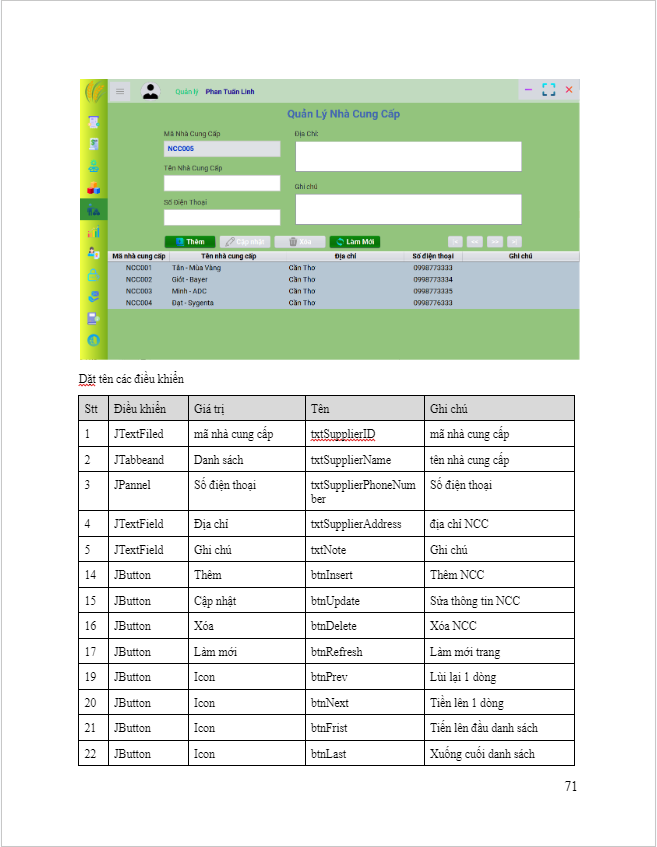 Quản lý Phan Tuấn Linh
Quản Lý Nhà Cung Cấp
Mã Nhà Cung Cấp
NCC005
Tên Nhà Cung Cấp
Số Điện Thoại
Địa Chỉ:
Ghi chú
Thêm Cập nhật Xóa Làm Mới
Mã nhà cung cấp Tên nhà cung cấp Địa chỉ Số điện thoại Ghi chú
NCC001 Tân - Mùa Vàng Cần Thơ 0998773333
NCC002 Giót - Bayer Cần Thơ 0998773334
NCC003 Minh - ADC Cần Thơ 0998773335
NCC004 Đạt - Sygenta Cần Thơ 0998776333
Dặt tên các điều khiển
Stt Điều khiển Giá trị Tên Ghi chú
1 JTextFiled mã nhà cung cấp txtSupplierID mã nhà cung cấp
2 JTabbeand Danh sách txtSupplierName tên nhà cung cấp
3 JPannel Số điện thoại txtSupplierPhoneNum Số điện thoại
ber
4 JTextField Địa chỉ txtSupplierAddress địa chỉ NCC
5 JTextField Ghi chú txtNote Ghi chú
14 JButton Thêm btnInsert Thêm NCC
15 JButton Cập nhật btnUpdate Sửa thông tin NCC
16 JButton Xóa btnDelete Xóa NCC
17 JButton Làm mới btnRefresh Làm mới trang
19 JButton Icon btnPrev Lùi lại 1 dòng
20 JButton Icon btnNext Tiến lên 1 dòng
21 JButton Icon btnFrist Tiến lên đầu danh sách
22 JButton Icon btnLast Xuống cuối danh sách
71